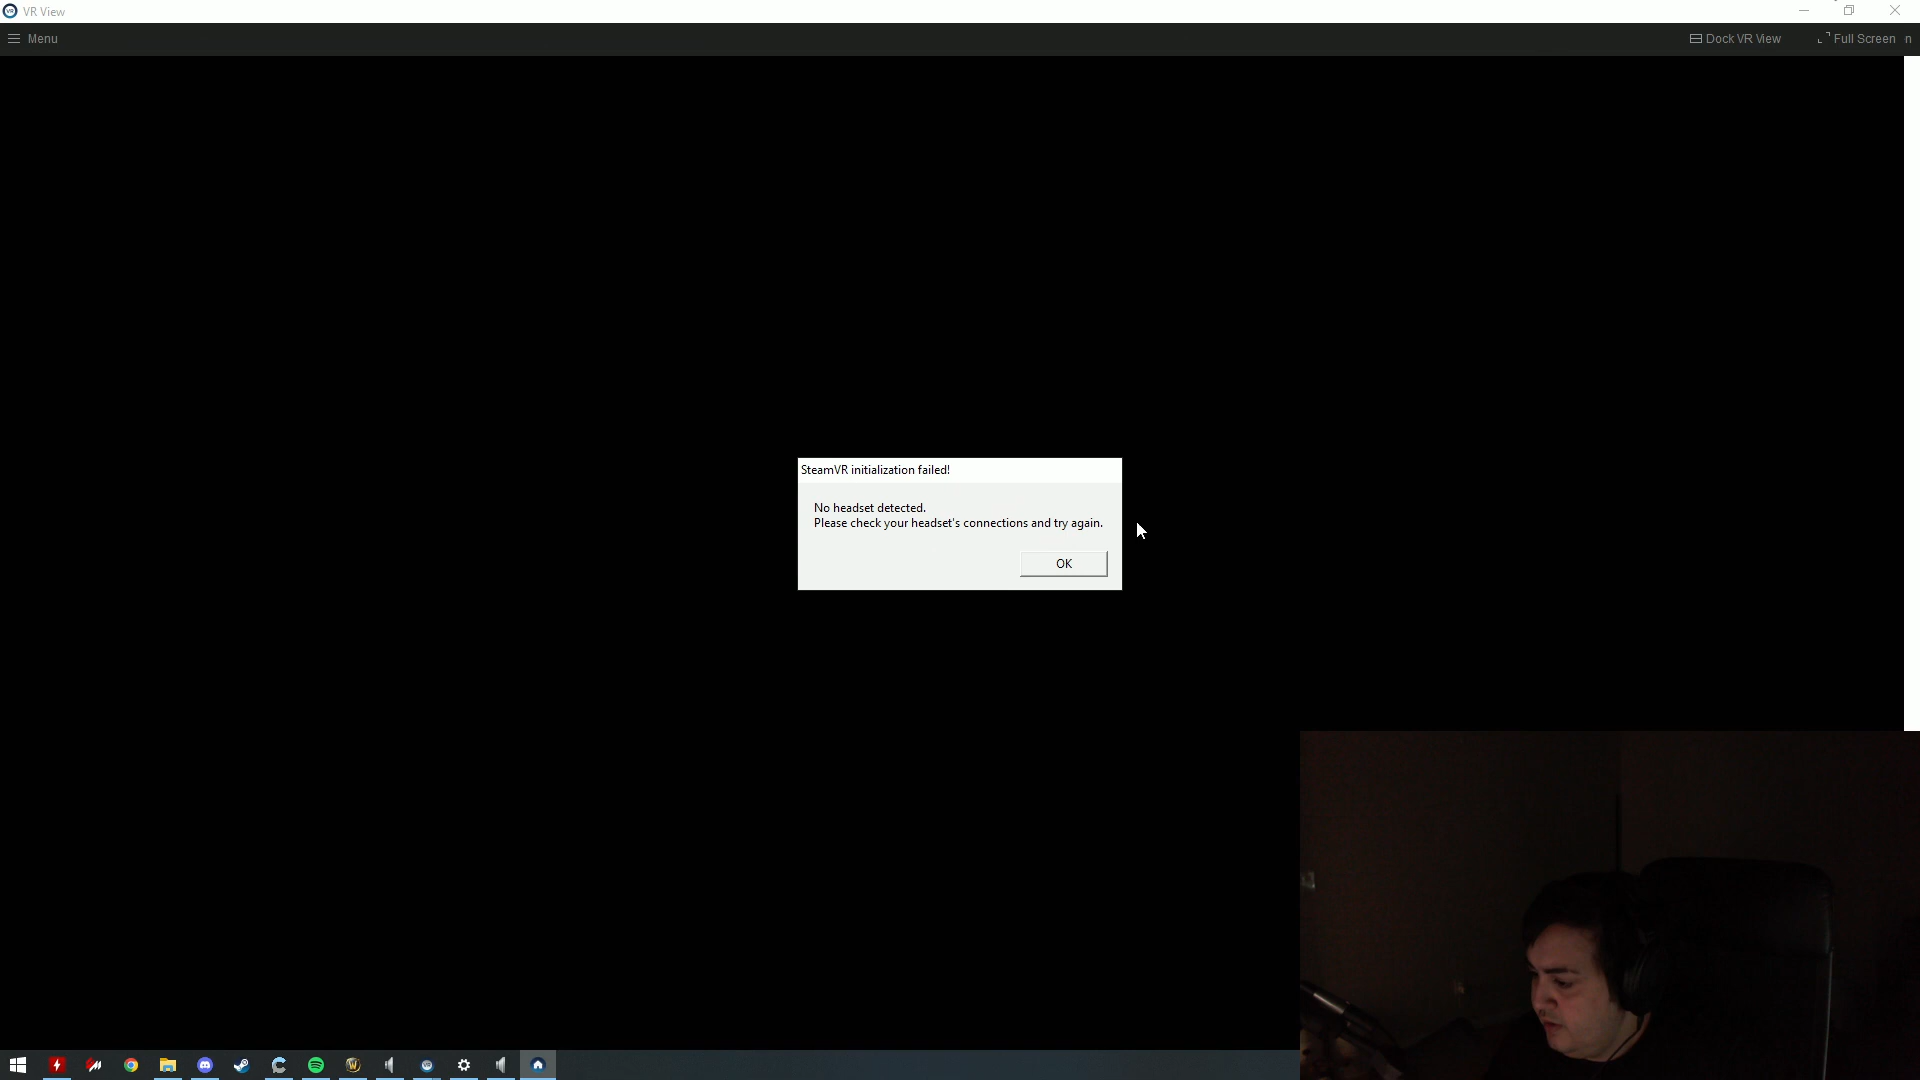 VR View
Menu
Dock VR View
Full Screen
n
SteamVR initialization failed!
No headset detected.
Please check your headset's connections and try again.
OK